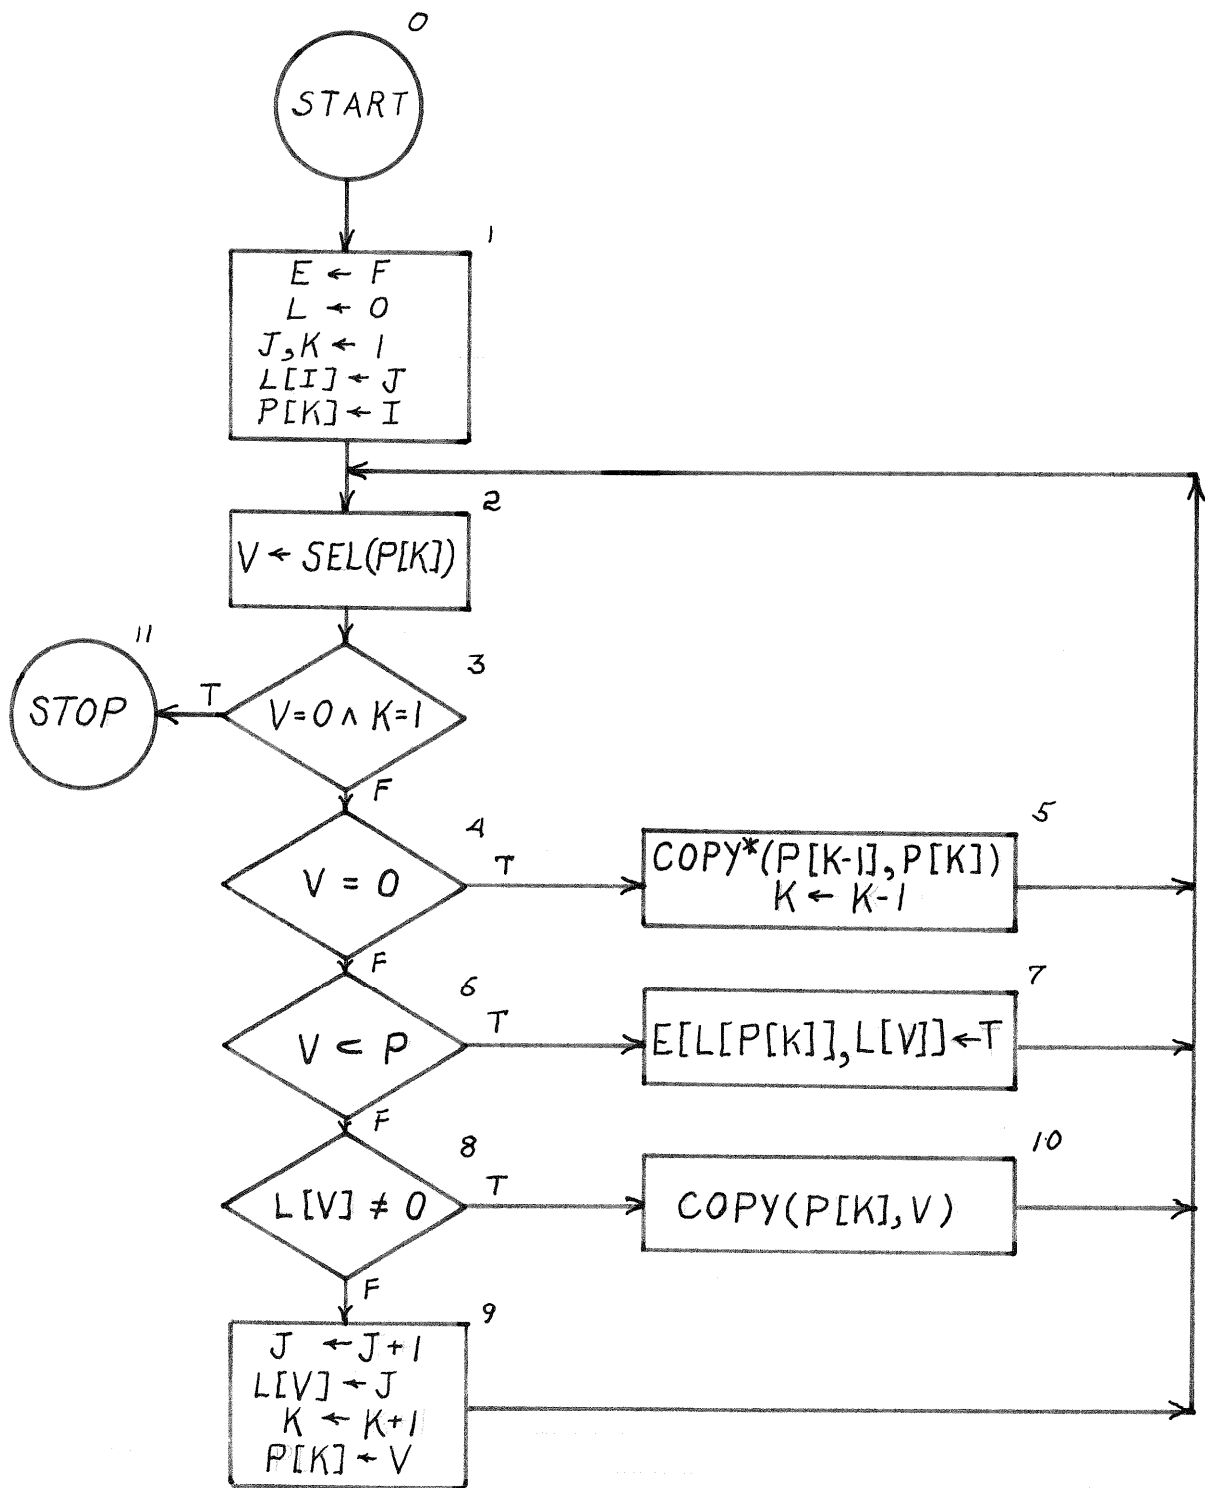 0
START
1
E ← F
L ← 0
J,K ← 1
L[I] ← J
P[K] ← I
2
V ← SEL(P[K])
3
V=0 ∧ K=1
T
11
STOP
F
4
V = 0
T
5
COPY*(P[K-1],P[K])
K ← K-1
F
6
V ⊂ P
T
7
E[L[P[K]],L[V]]←T
F
8
L[V] ≠ 0
T
10
COPY(P[K],V)
F
9
J ← J+1
L[V] ← J
K ← K+1
P[K] ← V